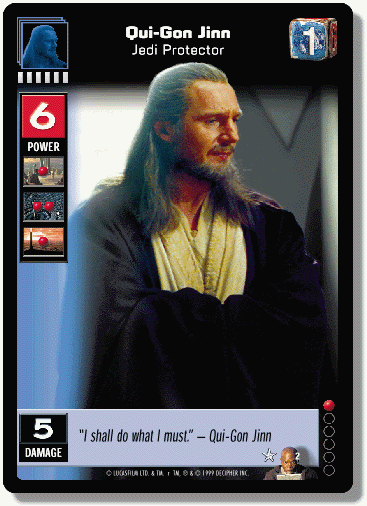 Qui-Gon Jinn
Jedi Protector
1
6
POWER
5
DAMAGE
"I shall do what I must." – Qui-Gon Jinn
2
© LUCASFILM LTD. & TM. TM, ® & © 1999 DECIPHER INC.